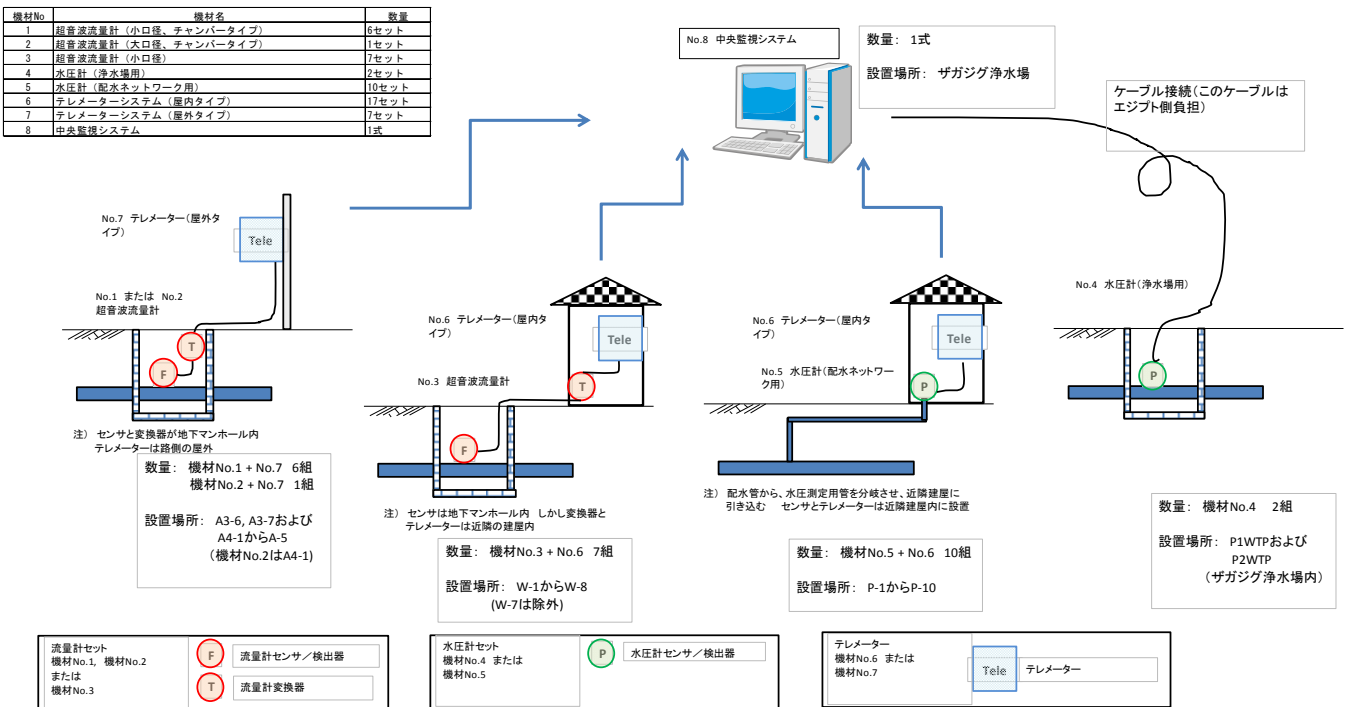 機材No 機材名 数量
1 超音波流量計（小口径、チャンバータイプ） 6セット
2 超音波流量計（大口径、チャンバータイプ） 1セット
3 超音波流量計（小口径） 7セット
4 水圧計（浄水場用） 2セット
5 水圧計（配水ネットワーク用） 10セット
6 テレメーターシステム（屋内タイプ） 17セット
7 テレメーターシステム（屋外タイプ） 7セット
8 中央監視システム 1式
No.8 中央監視システム
数量： 1式
設置場所： ザガジグ浄水場
ケーブル接続（このケーブルは
エジプト側負担）
No.7 テレメーター（屋外タ
イプ）
Tele
No.1 または No.2
超音波流量計
T
F
注） センサと変換器が地下マンホール内
テレメーターは路側の屋外
数量： 機材No.1 + No.7 6組
機材No.2 + No.7 1組
設置場所： A3-6, A3-7および
A4-1からA-5
（機材No.2はA4-1）
No.6 テレメーター（屋内タ
イプ）
Tele
No.3 超音波流量計
T
F
注） センサは地下マンホール内 しかし変換器と
テレメーターは近隣の建屋内
数量： 機材No.3 + No.6 7組
設置場所： W-1からW-8
(W-7は除外)
No.6 テレメーター（屋内タ
イプ）
Tele
No.5 水圧計（配水ネットワー
ク用）
P
注） 配水管から、水圧測定用管を分岐させ、近隣建屋に
引き込む センサとテレメーターは近隣建屋内に設置
数量： 機材No.5 + No.6 10組
設置場所： P-1からP-10
No.4 水圧計（浄水場用）
P
数量： 機材No.4 2組
設置場所： P1WTPおよび
P2WTP
（ザガジグ浄水場内）
流量計セット
機材No.1, 機材No.2
または
機材No.3
F 流量計センサ／検出器
T 流量計変換器
水圧計セット
機材No.4 または
機材No.5
P 水圧計センサ／検出器
テレメーター
機材No.6 または
機材No.7
Tele テレメーター